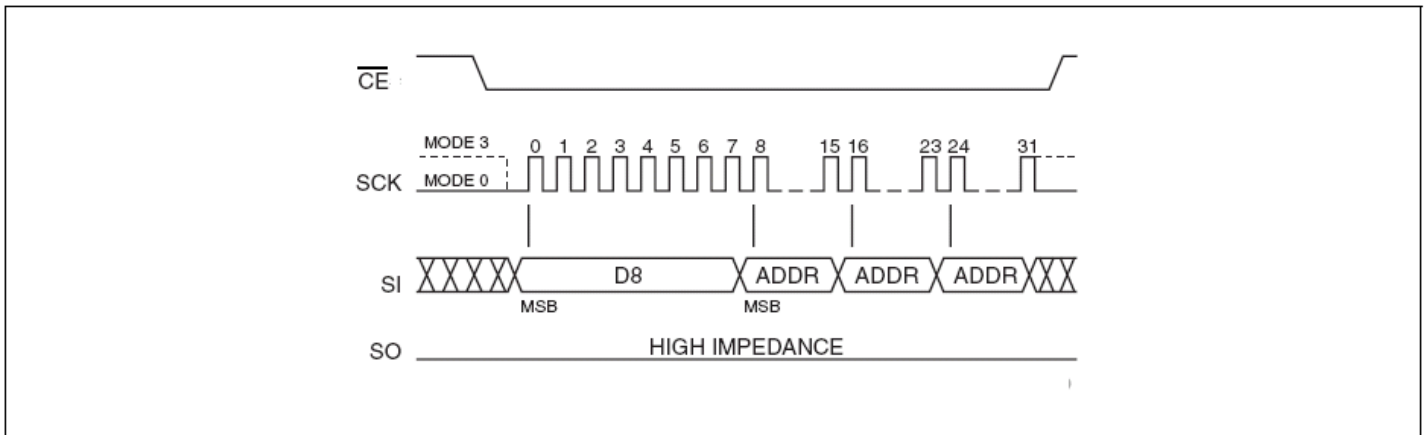 CE
MODE 3 0 1 2 3 4 5 6 7 8 15 16 23 24 31
SCK MODE 0
SI D8 ADDR ADDR ADDR
MSB MSB
SO HIGH IMPEDANCE